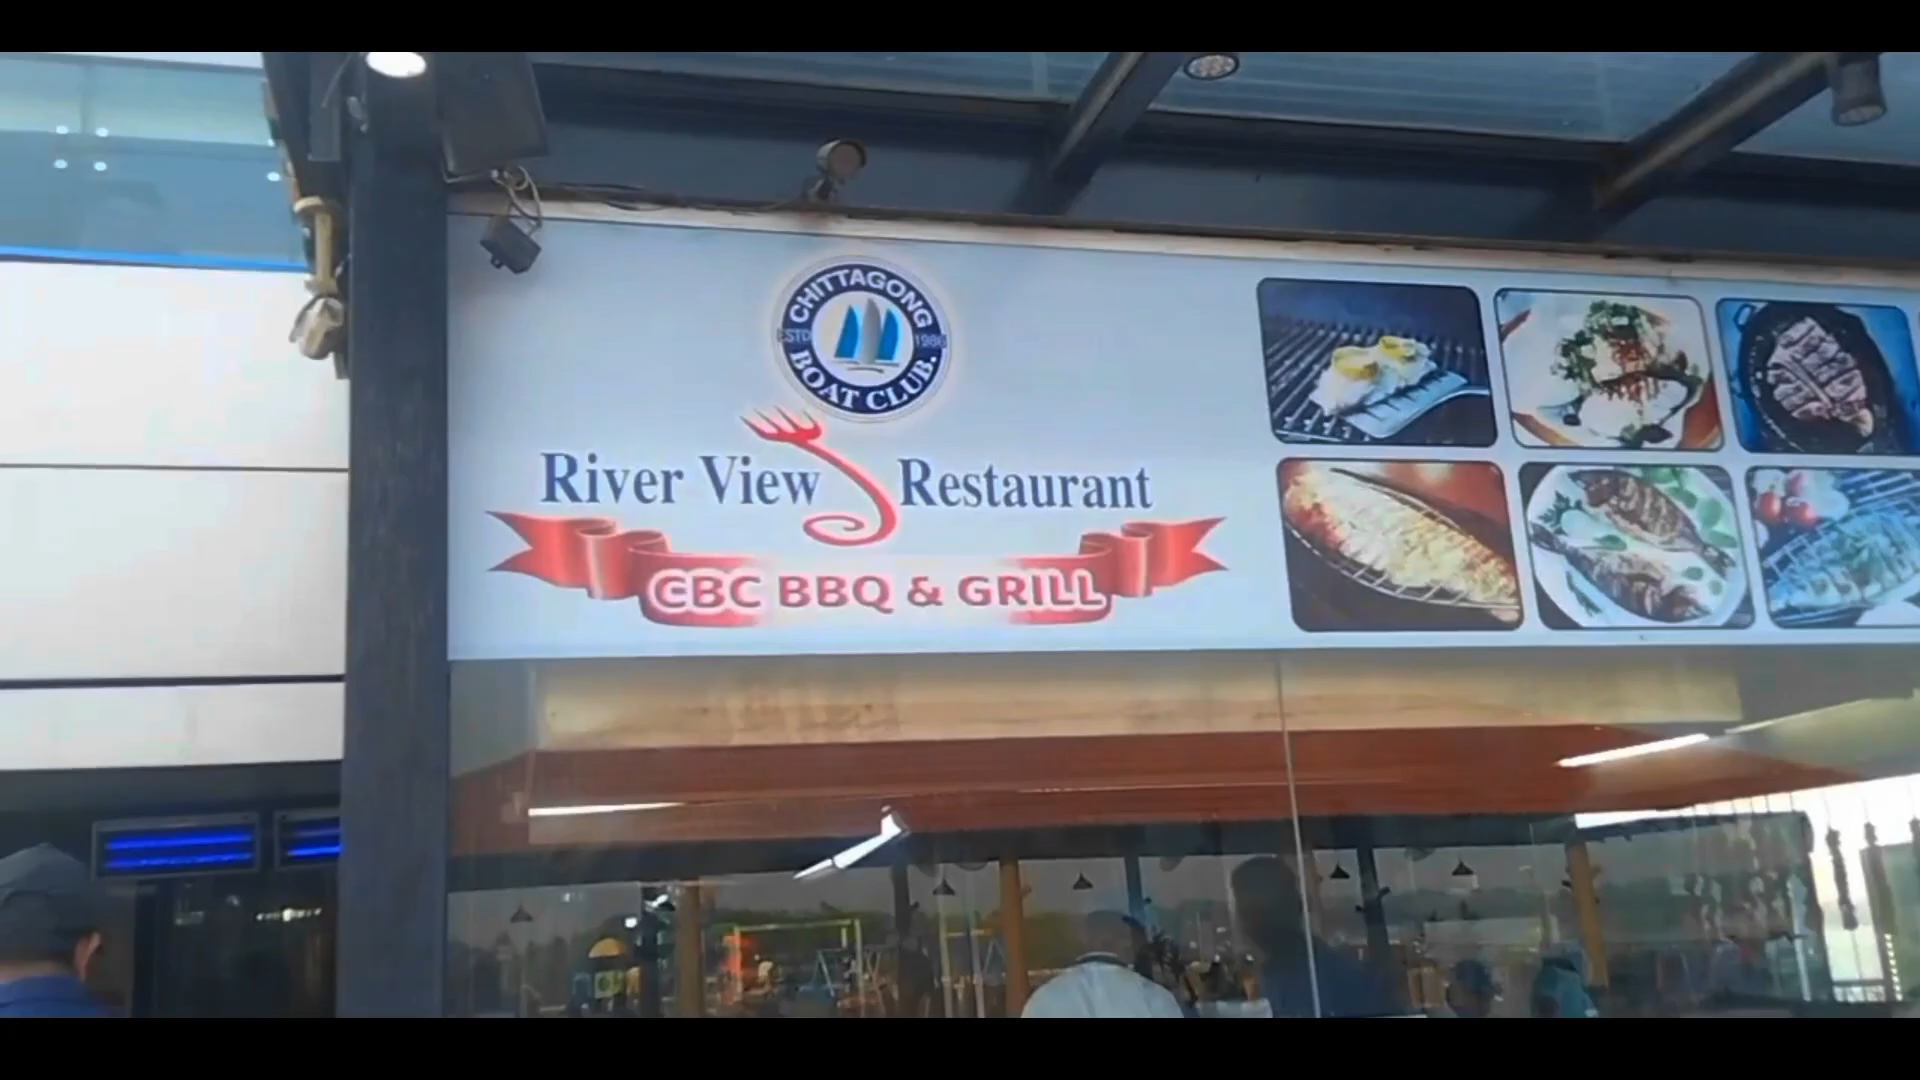 CHITTAGONG
ESTD 1986
BOAT CLUB.
River View Restaurant
CBC BBQ & GRILL